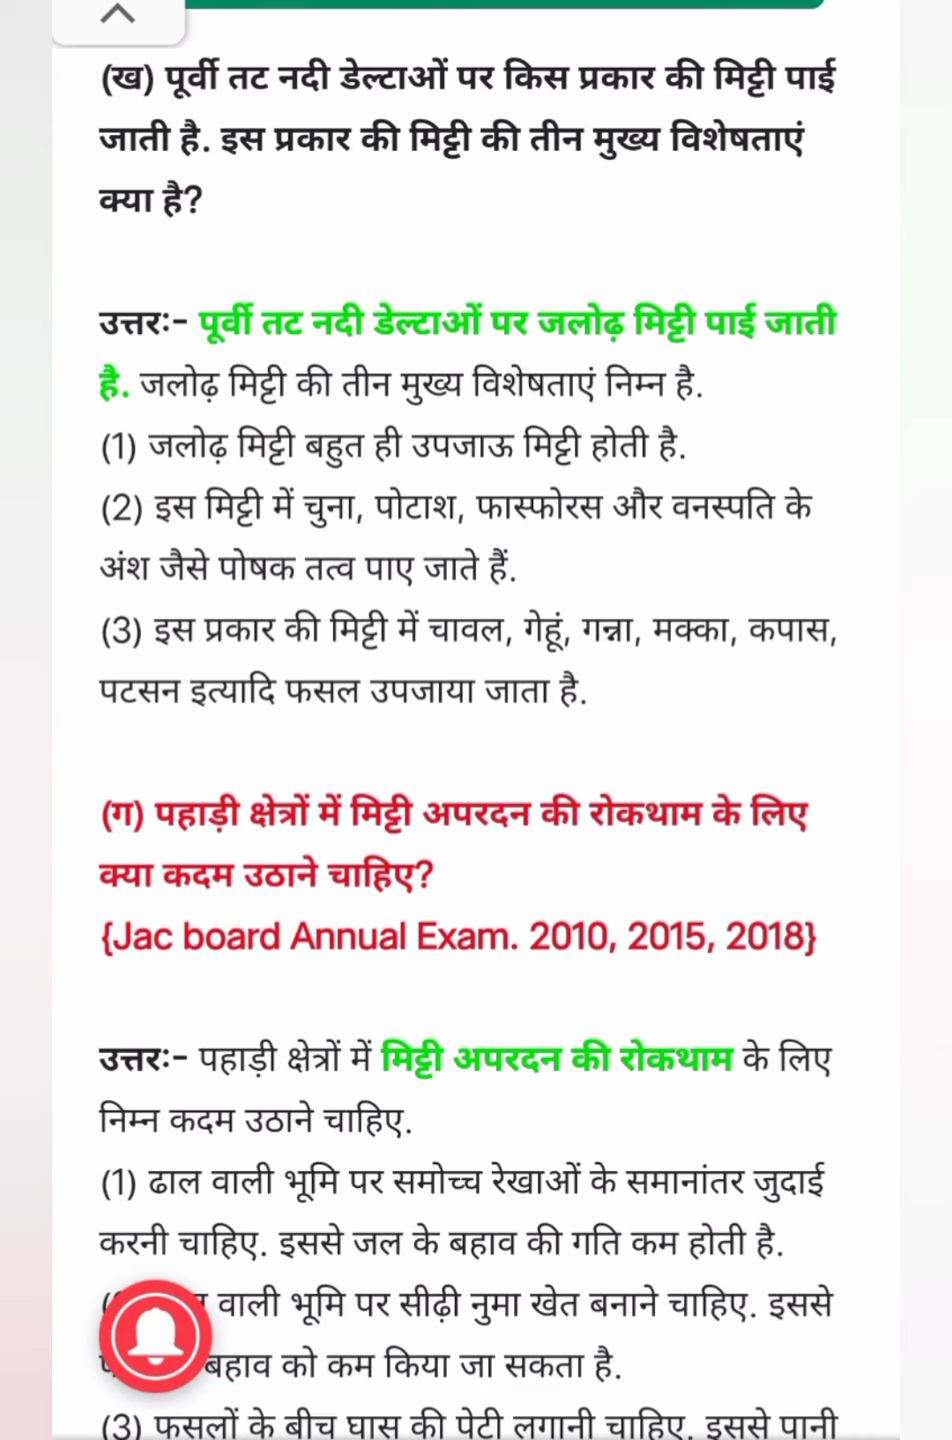 (ख) पूर्वी तट नदी डेल्टाओं पर किस प्रकार की मिट्टी पाई
जाती है. इस प्रकार की मिट्टी की तीन मुख्य विशेषताएं
क्या है?
उत्तरः- पूर्वी तट नदी डेल्टाओं पर जलोढ़ मिट्टी पाई जाती
है. जलोढ़ मिट्टी की तीन मुख्य विशेषताएं निम्न है.
(1) जलोढ़ मिट्टी बहुत ही उपजाऊ मिट्टी होती है.
(2) इस मिट्टी में चुना, पोटाश, फास्फोरस और वनस्पति के
अंश जैसे पोषक तत्व पाए जाते हैं.
(3) इस प्रकार की मिट्टी में चावल, गेहूं, गन्ना, मक्का, कपास,
पटसन इत्यादि फसल उपजाया जाता है.
(ग) पहाड़ी क्षेत्रों में मिट्टी अपरदन की रोकथाम के लिए
क्या कदम उठाने चाहिए?
{Jac board Annual Exam. 2010, 2015, 2018}
उत्तरः- पहाड़ी क्षेत्रों में मिट्टी अपरदन की रोकथाम के लिए
निम्न कदम उठाने चाहिए.
(1) ढाल वाली भूमि पर समोच्च रेखाओं के समानांतर जुदाई
करनी चाहिए. इससे जल के बहाव की गति कम होती है.
वाली भूमि पर सीढ़ी नुमा खेत बनाने चाहिए. इससे
बहाव को कम किया जा सकता है.
(3) फसलों के बीच घास की पेटी लगानी चाहिए. इससे पानी